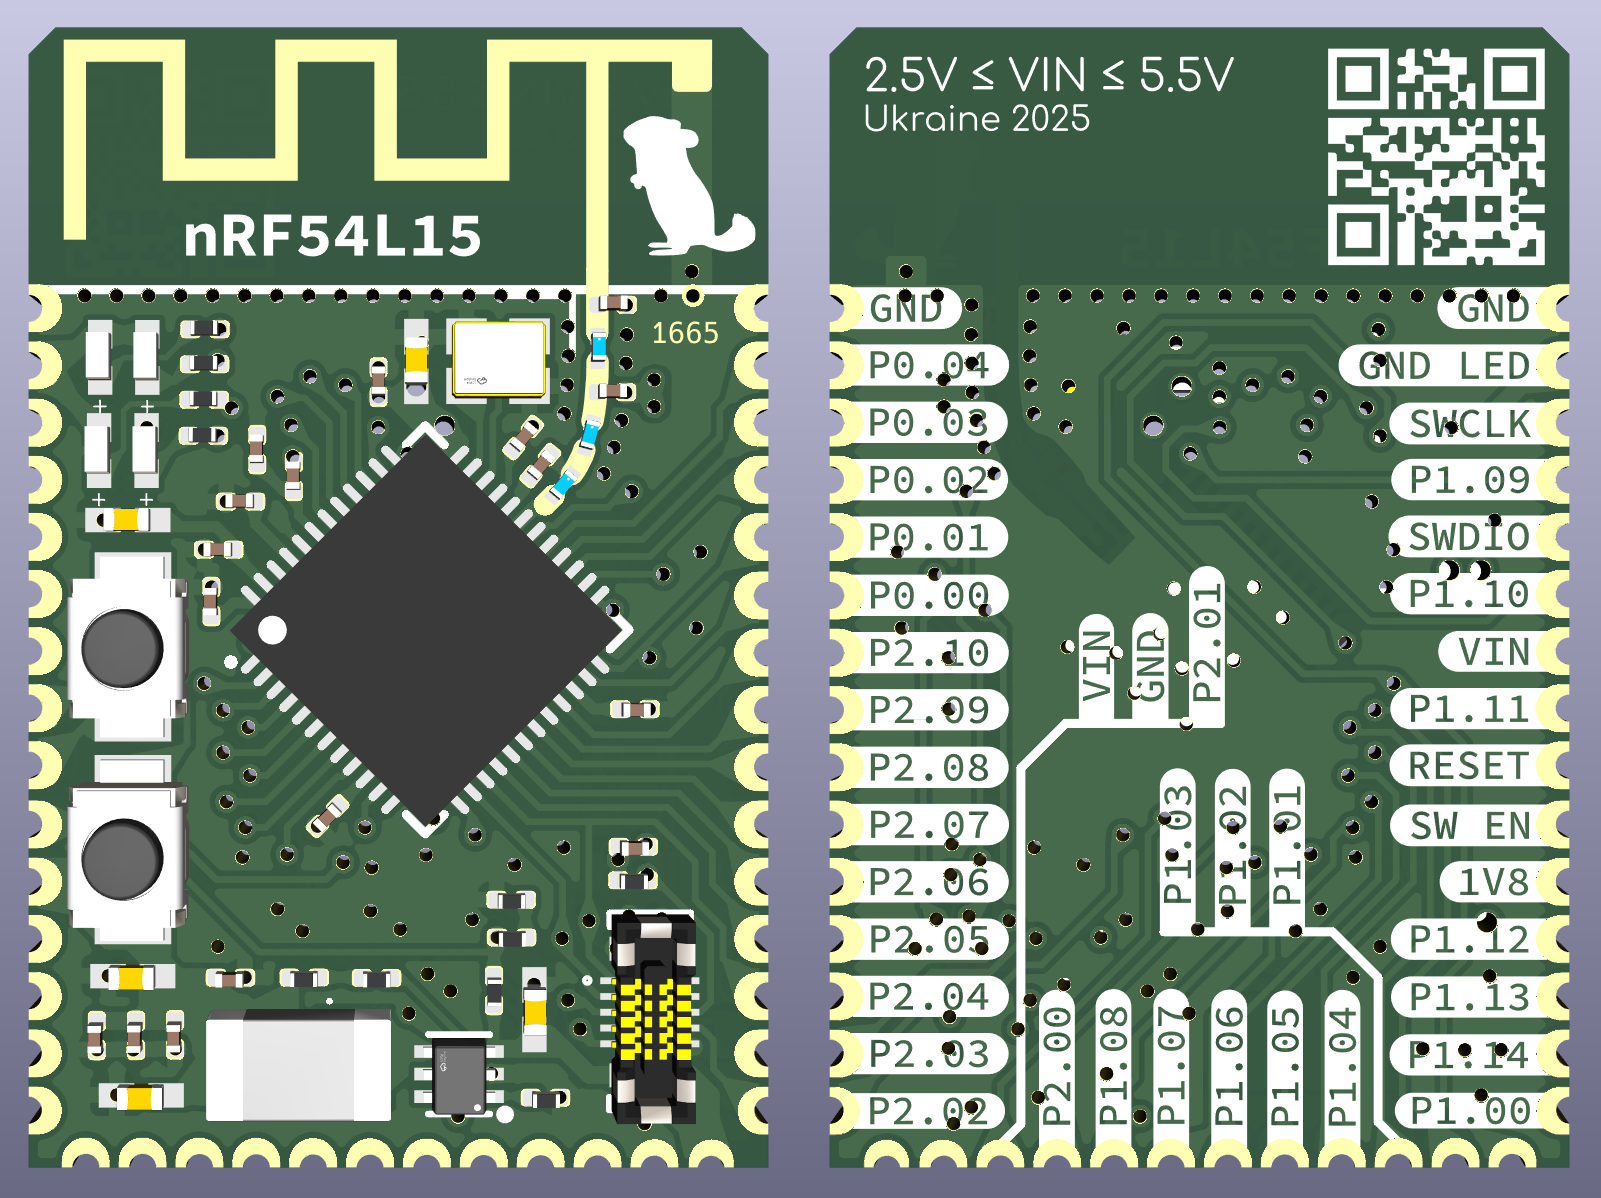 nRF54L15
1665
+ +
+ +
2.5V ≤ VIN ≤ 5.5V
Ukraine 2025
GND
P0.04
P0.03
P0.02
P0.01
P0.00
P2.10
P2.09
P2.08
P2.07
P2.06
P2.05
P2.04
P2.03
P2.02
VIN
GND
P2.01
P1.03
P1.02
P1.01
P2.00
P1.08
P1.07
P1.06
P1.05
P1.04
GND
GND LED
SWCLK
P1.09
SWDIO
P1.10
VIN
P1.11
RESET
SW EN
1V8
P1.12
P1.13
P1.14
P1.00